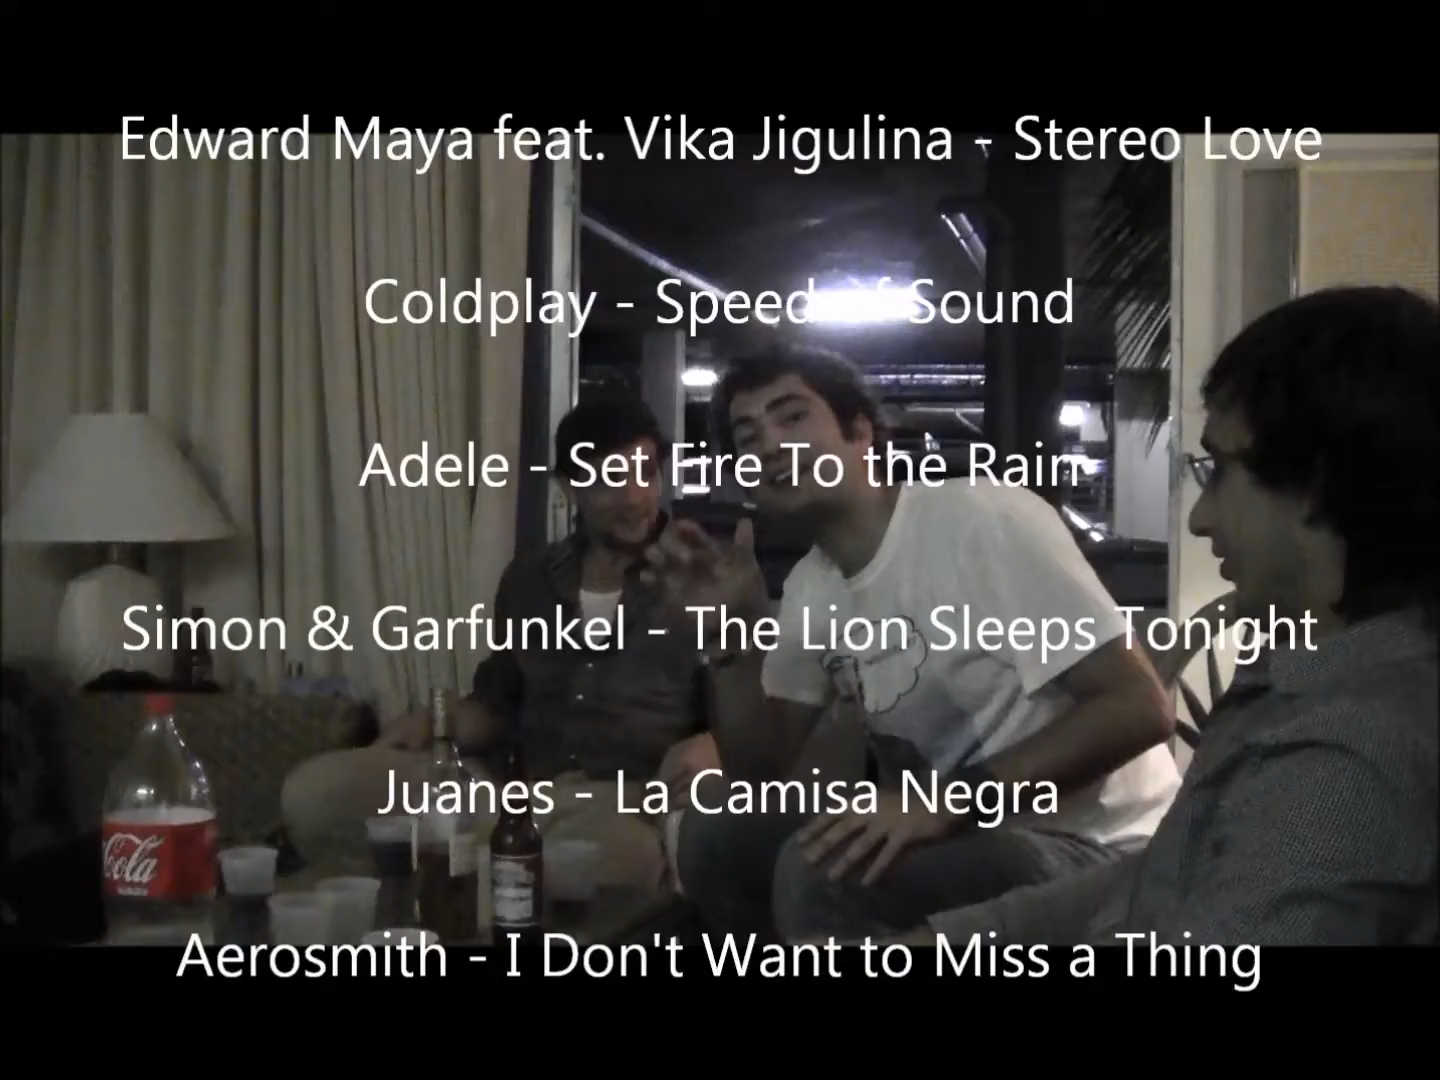 Edward Maya feat. Vika Jigulina - Stereo Love
Coldplay - Speed of Sound
Adele - Set Fire To the Rain
Simon & Garfunkel - The Lion Sleeps Tonight
Juanes - La Camisa Negra
Cola
Aerosmith - I Don't Want to Miss a Thing